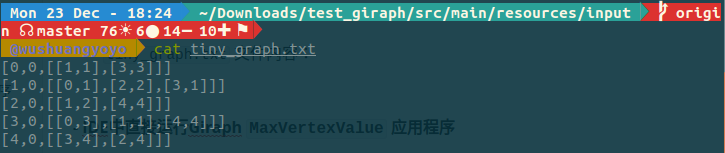 Mon 23 Dec - 18:24 ~/Downloads/test_giraph/src/main/resources/input origi
n ☊master 76☀ 6● 14— 10✚ ⚑
@wushuangyoyo cat tiny_graph.txt
[0,0,[[1,1],[3,3]]]
[1,0,[[0,1],[2,2],[3,1]]]
[2,0,[[1,2],[4,4]]]
[3,0,[[0,3],[1,1],[4,4]]]
[4,0,[[3,4],[2,4]]]
Giraph MaxVertexValue 应用程序